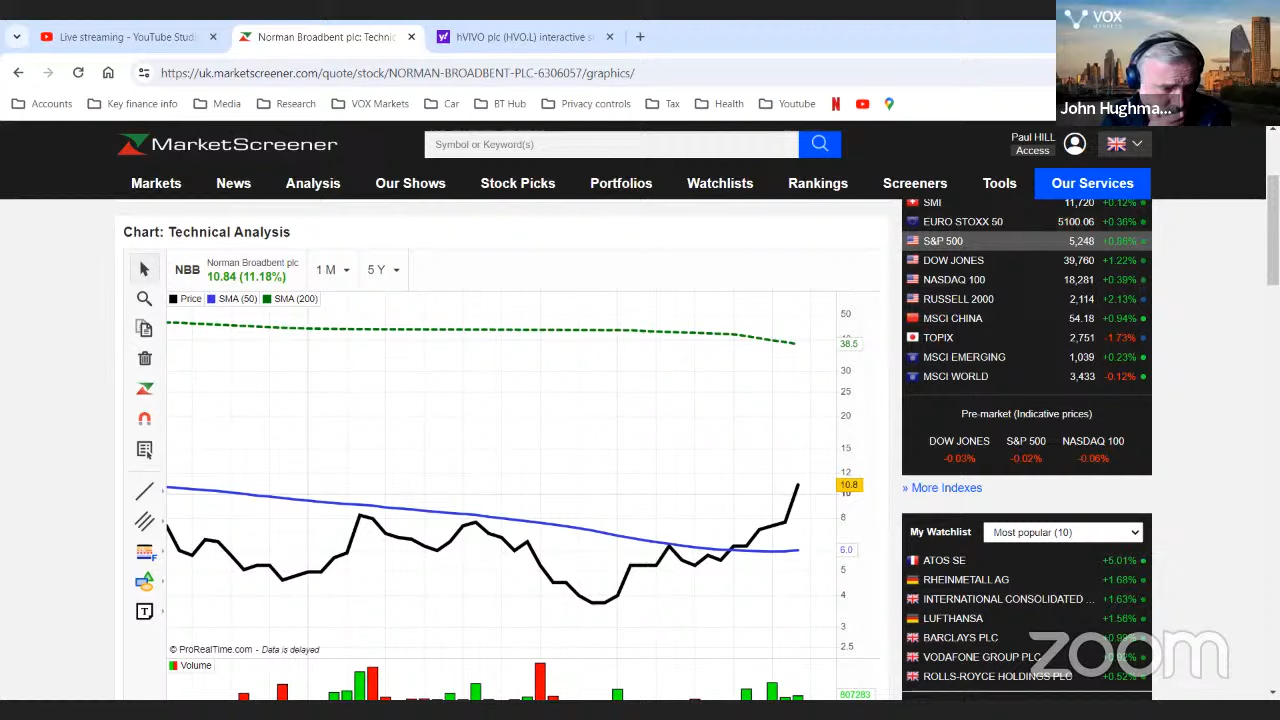 Live streaming - YouTube Studi
Norman Broadbent plc: Technic
hVIVO plc (HVO.L) interactive s
https://uk.marketscreener.com/quote/stock/NORMAN-BROADBENT-PLC-6306057/graphics/
Accounts
Key finance info
Media
Research
VOX Markets
Car
BT Hub
Privacy controls
Tax
Health
Youtube
VOX
MARKETS
John Hughma...
MarketScreener
Symbol or Keyword(s)
Paul HILL
Access
Markets
News
Analysis
Our Shows
Stock Picks
Portfolios
Watchlists
Rankings
Screeners
Tools
Our Services
Chart: Technical Analysis
NBB
Norman Broadbent plc
10.84 (11.18%)
1 M
5 Y
Price
SMA (50)
SMA (200)
50
38.5
30
25
20
15
12
10.8
10
8
6.0
5
4
3
2.5
© ProRealTime.com - Data is delayed
Volume
807283
F
T
SMI 11,720 +0.12%
EURO STOXX 50 5100.06 +0.36%
S&P 500 5,248 +0.86%
DOW JONES 39,760 +1.22%
NASDAQ 100 18,281 +0.39%
RUSSELL 2000 2,114 +2.13%
MSCI CHINA 54.18 +0.94%
TOPIX 2,751 -1.73%
MSCI EMERGING 1,039 +0.23%
MSCI WORLD 3,433 -0.12%
Pre-market (Indicative prices)
DOW JONES S&P 500 NASDAQ 100
-0.03% -0.02% -0.06%
» More Indexes
My Watchlist
Most popular (10)
ATOS SE +5.01%
RHEINMETALL AG +1.68%
INTERNATIONAL CONSOLIDATED ... +1.63%
LUFTHANSA +1.56%
BARCLAYS PLC
VODAFONE GROUP PLC
ROLLS-ROYCE HOLDINGS PLC +0.52%
zoom